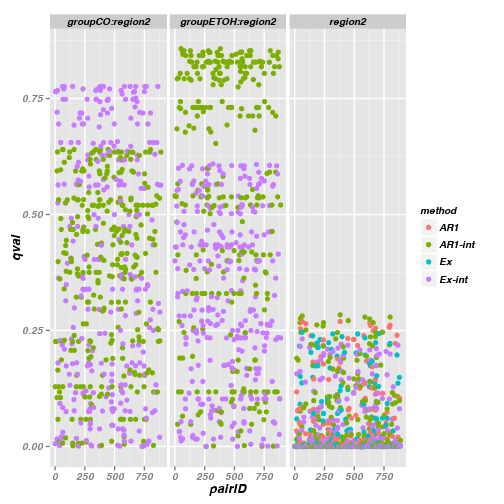 groupCO:region2 groupETOH:region2 region2
0.75
0.50
0.25
0.00
qval
0 250 500 750 0 250 500 750 0 250 500 750
pairID
method
AR1
AR1-int
Ex
Ex-int